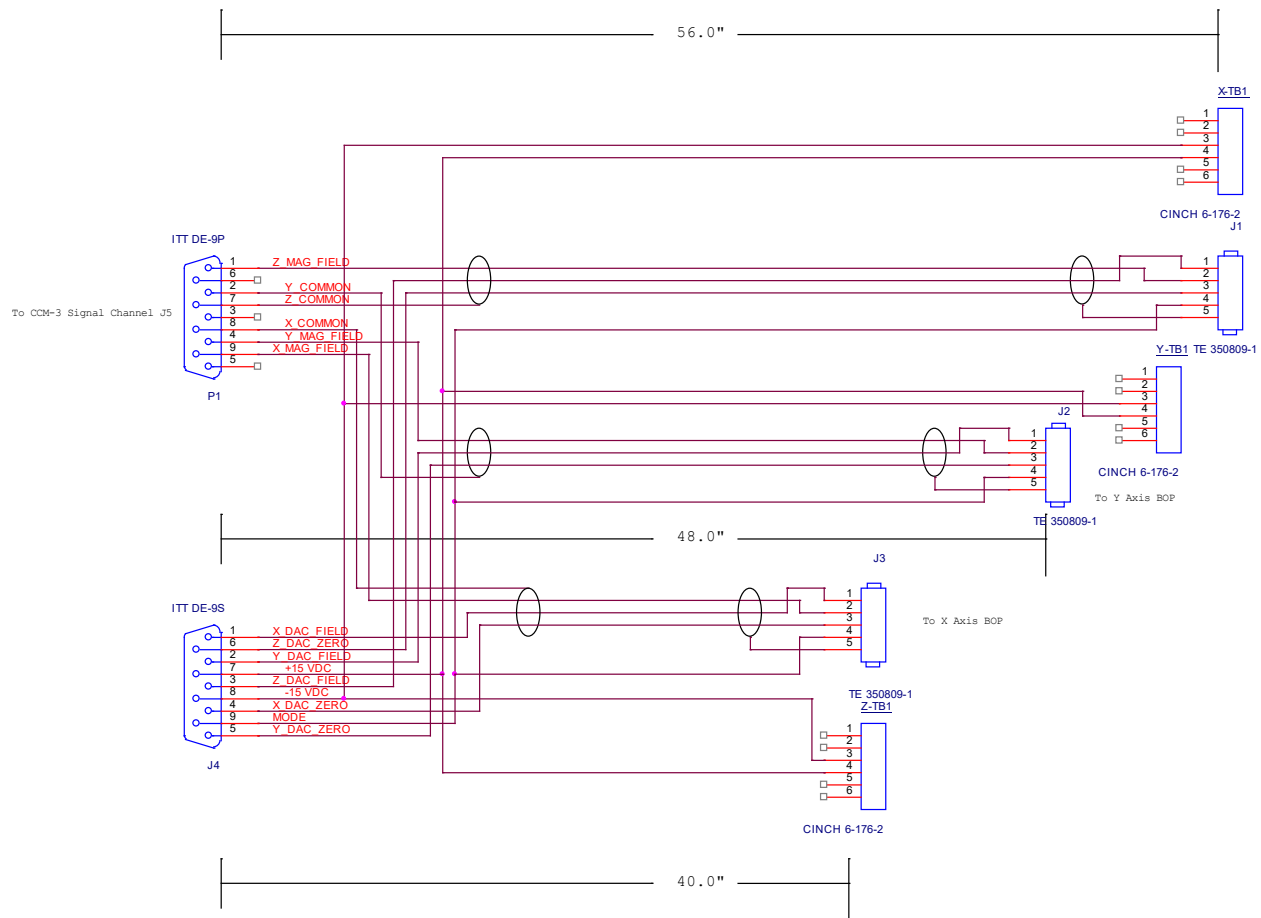 56.0"
X-TB1
1
2
3
4
5
6
CINCH 6-176-2
J1
1
2
3
4
5
TE 350809-1
ITT DE-9P
1
6
2
7
3
8
4
9
5
Z_MAG_FIELD
Y_COMMON
Z_COMMON
X_COMMON
Y_MAG_FIELD
X_MAG_FIELD
To CCM-3 Signal Channel J5
P1
Y-TB1
1
2
3
4
5
6
CINCH 6-176-2
To Y Axis BOP
J2
1
2
3
4
5
TE 350809-1
48.0"
J3
1
2
3
4
5
To X Axis BOP
TE 350809-1
ITT DE-9S
1
6
2
7
3
8
4
9
5
X_DAC_FIELD
Z_DAC_ZERO
Y_DAC_FIELD
+15 VDC
Z_DAC_FIELD
-15 VDC
X_DAC_ZERO
MODE
Y_DAC_ZERO
J4
Z-TB1
1
2
3
4
5
6
CINCH 6-176-2
40.0"